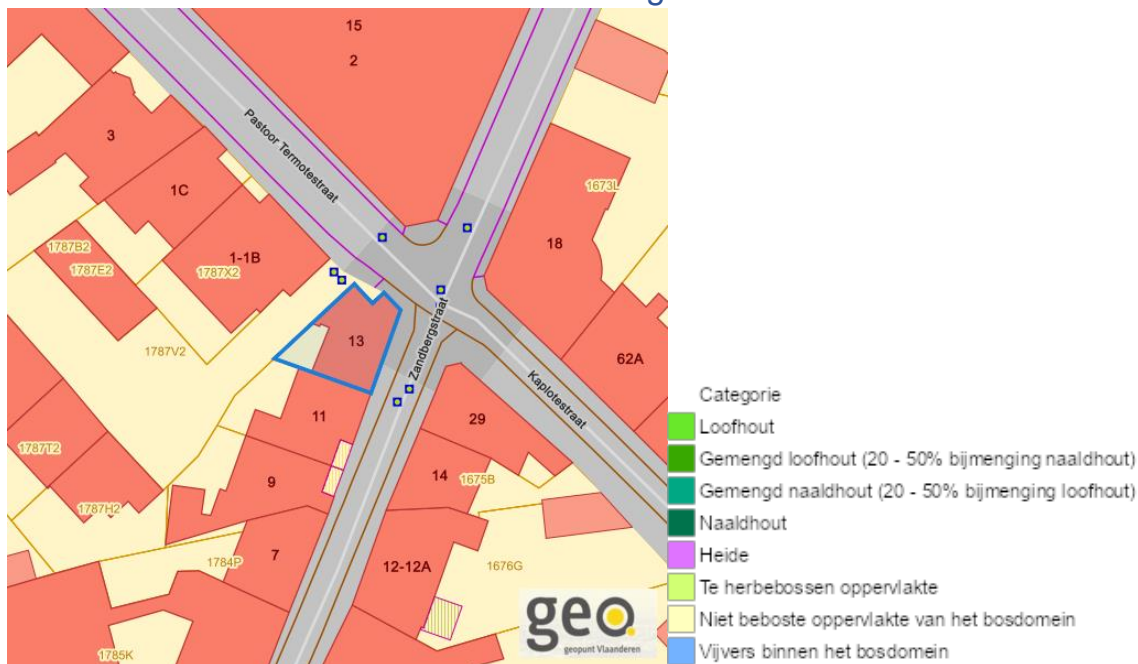 g
15
2
Pastoor Termotestraat
3
1C
1-1B
1787B2
1787E2
1787X2
1673L
18
13
Zandbergstraat
62A
1787V2
Kaplotestraat
11
29
1787T2
9
14
1675B
1787H2
7
1784P
12-12A
1676G
1785K
geo.
geopunt Vlaanderen
Categorie
Loofhout
Gemengd loofhout (20 - 50% bijmenging naaldhout)
Gemengd naaldhout (20 - 50% bijmenging loofhout)
Naaldhout
Heide
Te herbebossen oppervlakte
Niet beboste oppervlakte van het bosdomein
Vijvers binnen het bosdomein